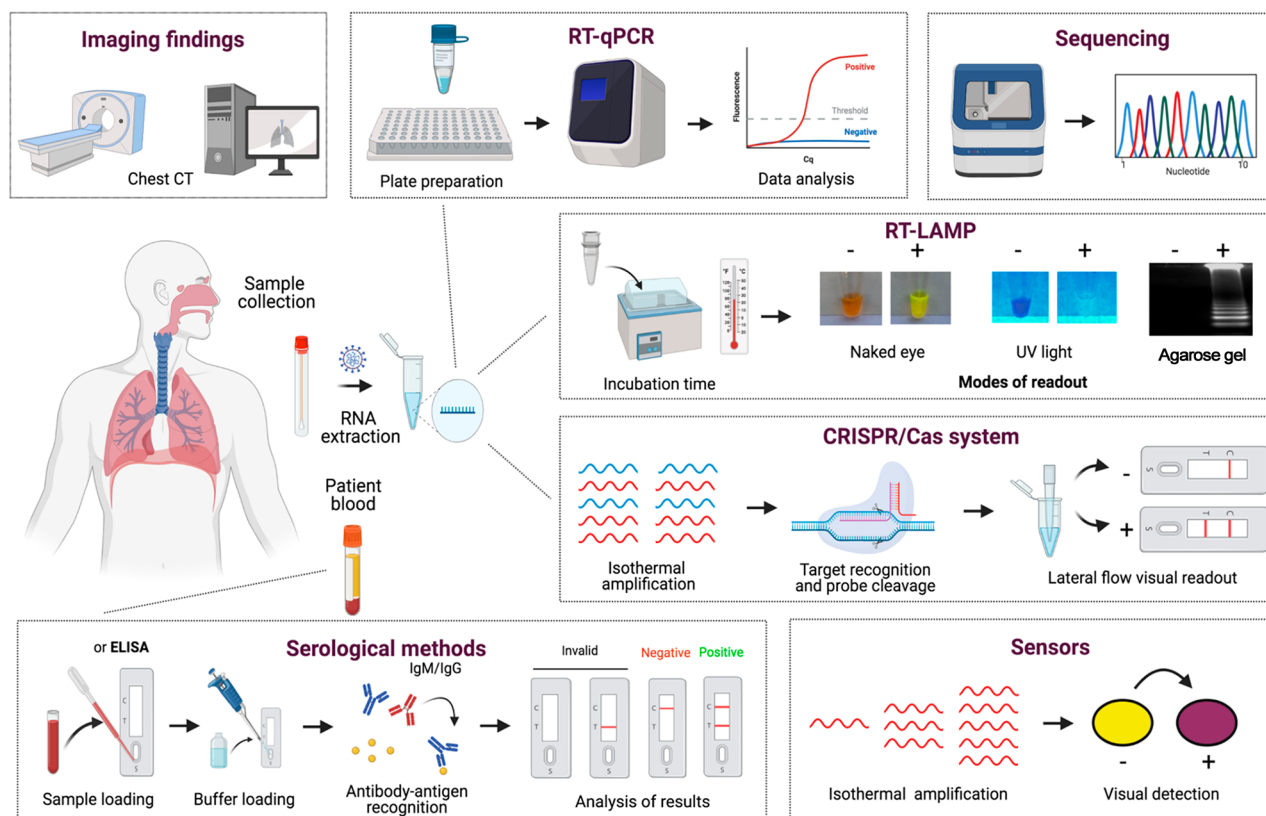 Imaging findings
Chest CT
RT-qPCR
Plate preparation
Fluorescence
Positive
Threshold
Negative
Cq
Data analysis
Sequencing
1
10
Nucleotide
Sample
collection
RNA
extraction
Patient
blood
RT-LAMP
°F
°C
Incubation time
- +
Naked eye
- +
UV light
- +
Agarose gel
Modes of readout
CRISPR/Cas system
Isothermal
amplification
Target recognition
and probe cleavage
S T C
-
S T C
+
Lateral flow visual readout
Serological methods
or ELISA
C
T
S
Sample loading
Buffer loading
IgM/IgG
Antibody-antigen
recognition
Invalid
Negative
Positive
C
T
S
S
C
T
S
C
T
S
Analysis of results
Sensors
Isothermal amplification
-
+
Visual detection